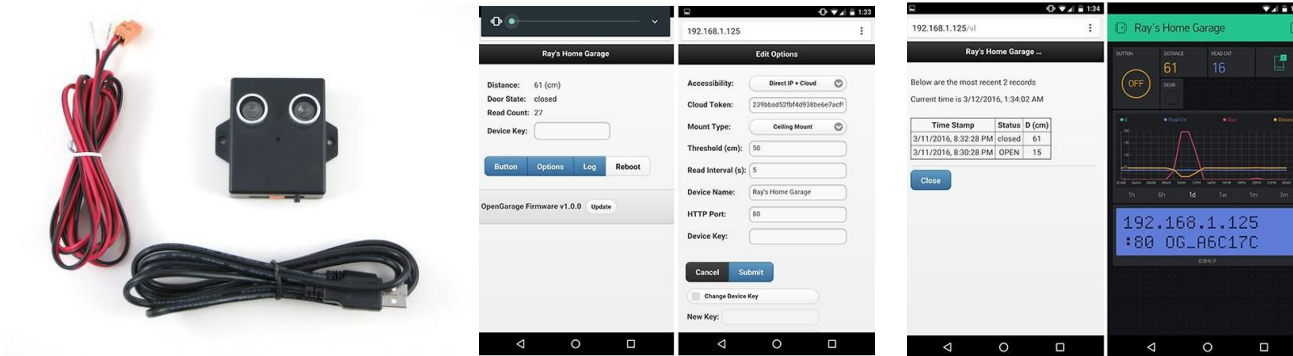 Ray's Home Garage
Distance: 61 (cm)
Door State: closed
Read Count: 27
Device Key:
Button Options Log Reboot
OpenGarage Firmware v1.0.0 Update
1:33
192.168.1.125
Edit Options
Accessibility: Direct IP + Cloud
Cloud Token: 239bbad52fbf4d938be6e7acf9
Mount Type: Ceiling Mount
Threshold (cm): 50
Read Interval (s): 5
Device Name: Ray's Home Garage
HTTP Port: 80
Device Key:
Cancel Submit
Change Device Key
New Key:
1:34
192.168.1.125/vl
Ray's Home Garage ...
Below are the most recent 2 records
Current time is 3/12/2016, 1:34:02 AM
Time Stamp Status D (cm)
3/11/2016, 8:32:28 PM closed 61
3/11/2016, 8:30:28 PM OPEN 15
Close
Ray's Home Garage
BUTTON DISTANCE READ CNT
61 16
OFF DOOR
1h 6h 1d 1w 1m 3m
192.168.1.125
:80 OG_A6C17C